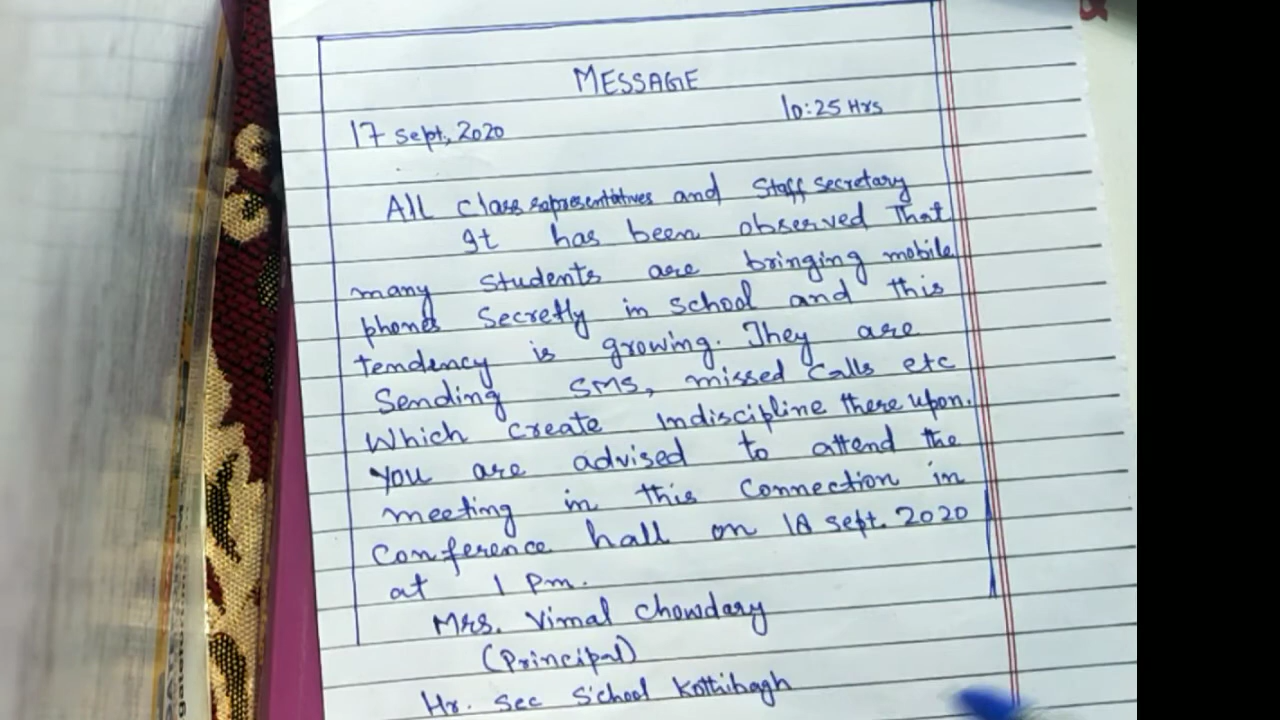 MESSAGE
10:25 Hrs
17 Sept, 2020
All class representatives and Staff secretary
It has been observed That
many students are bringing mobile
phones Secretly in School and this
tendency is growing. They are
Sending SMS, missed Calls etc
Which create Indiscipline there upon.
You are advised to attend the
meeting in this Connection in
Conference hall on 18 sept. 2020
at 1 Pm.
Mrs. Vimal Chowdary
(Principal)
Hr. Sec School Kothibagh